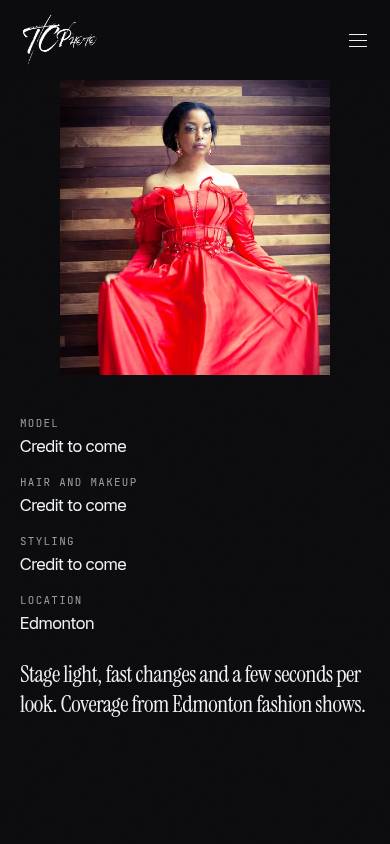 TCPHETE
MODEL
Credit to come
HAIR AND MAKEUP
Credit to come
STYLING
Credit to come
LOCATION
Edmonton
Stage light, fast changes and a few seconds per
look. Coverage from Edmonton fashion shows.